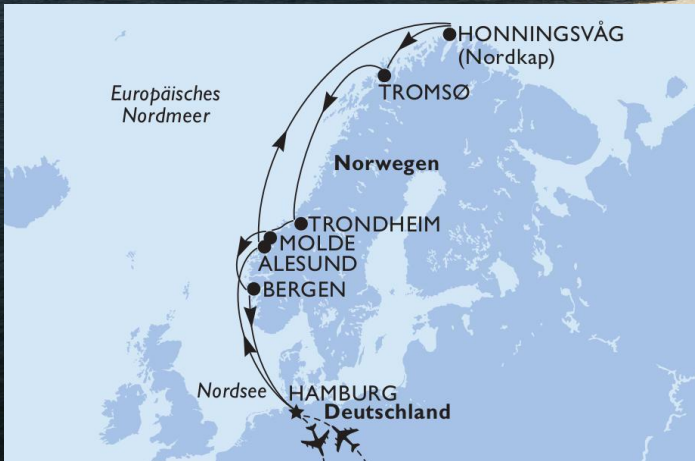 HONNINGSVÅG
(Nordkap)
TROMSØ
Europäisches
Nordmeer
Norwegen
TRONDHEIM
MOLDE
ALESUND
BERGEN
Nordsee
HAMBURG
Deutschland